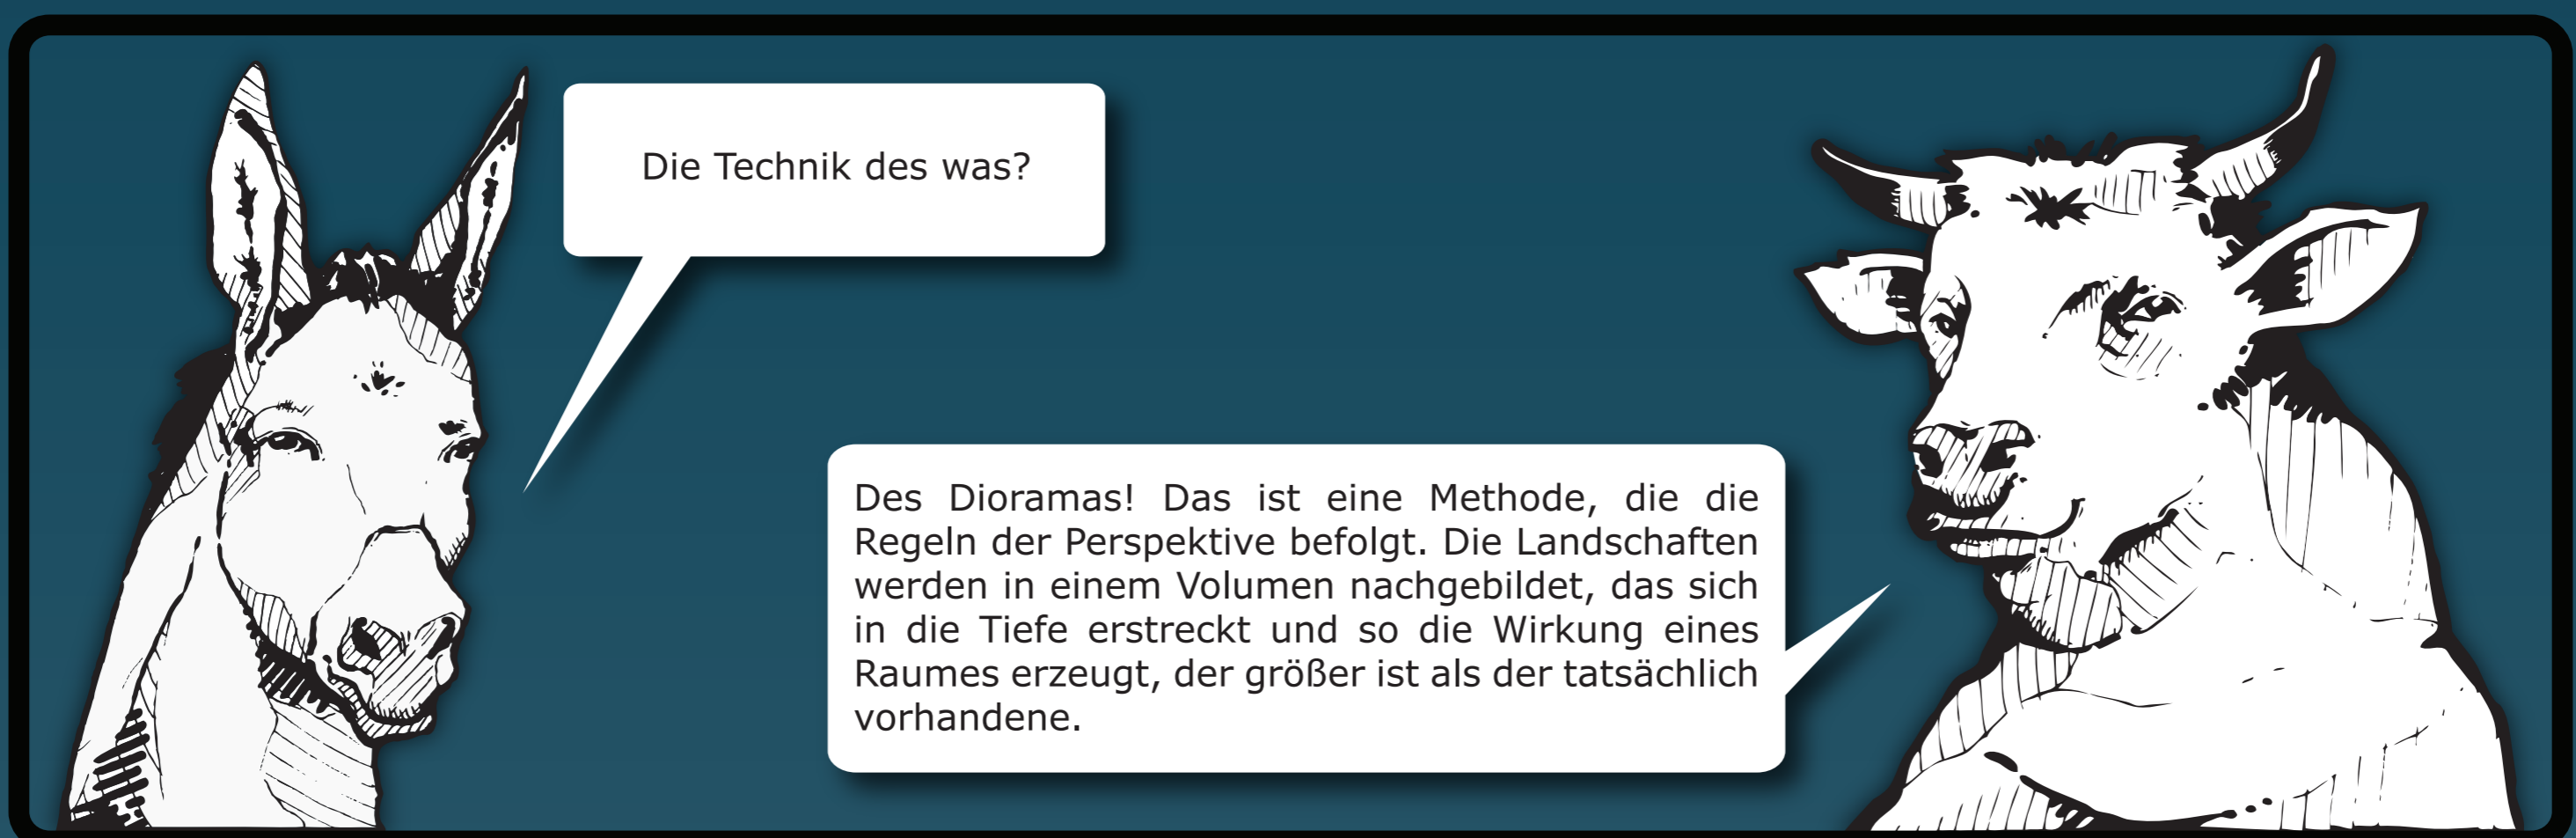 Die Technik des was?
Des Dioramas! Das ist eine Methode, die die
Regeln der Perspektive befolgt. Die Landschaften
werden in einem Volumen nachgebildet, das sich
in die Tiefe erstreckt und so die Wirkung eines
Raumes erzeugt, der größer ist als der tatsächlich
vorhandene.